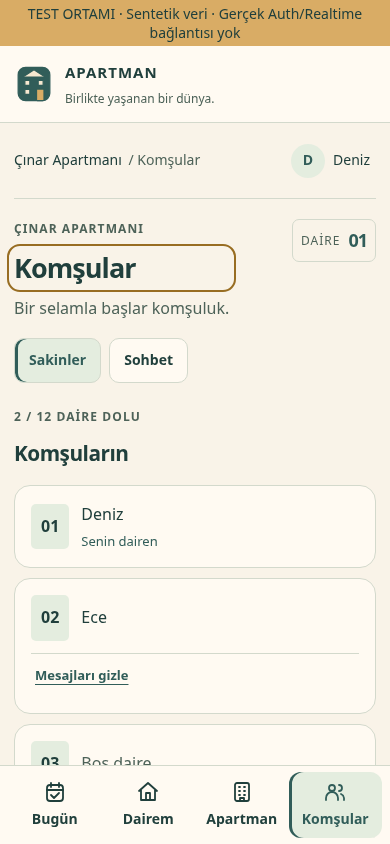 TEST ORTAMI · Sentetik veri · Gerçek Auth/Realtime
bağlantısı yok
APARTMAN
Birlikte yaşanan bir dünya.
Çınar Apartmanı / Komşular
D
Deniz
ÇINAR APARTMANI
DAİRE 01
Komşular
Bir selamla başlar komşuluk.
Sakinler
Sohbet
2 / 12 DAİRE DOLU
Komşuların
01
Deniz
Senin dairen
02
Ece
Mesajları gizle
03
Boş daire
Bugün
Dairem
Apartman
Komşular